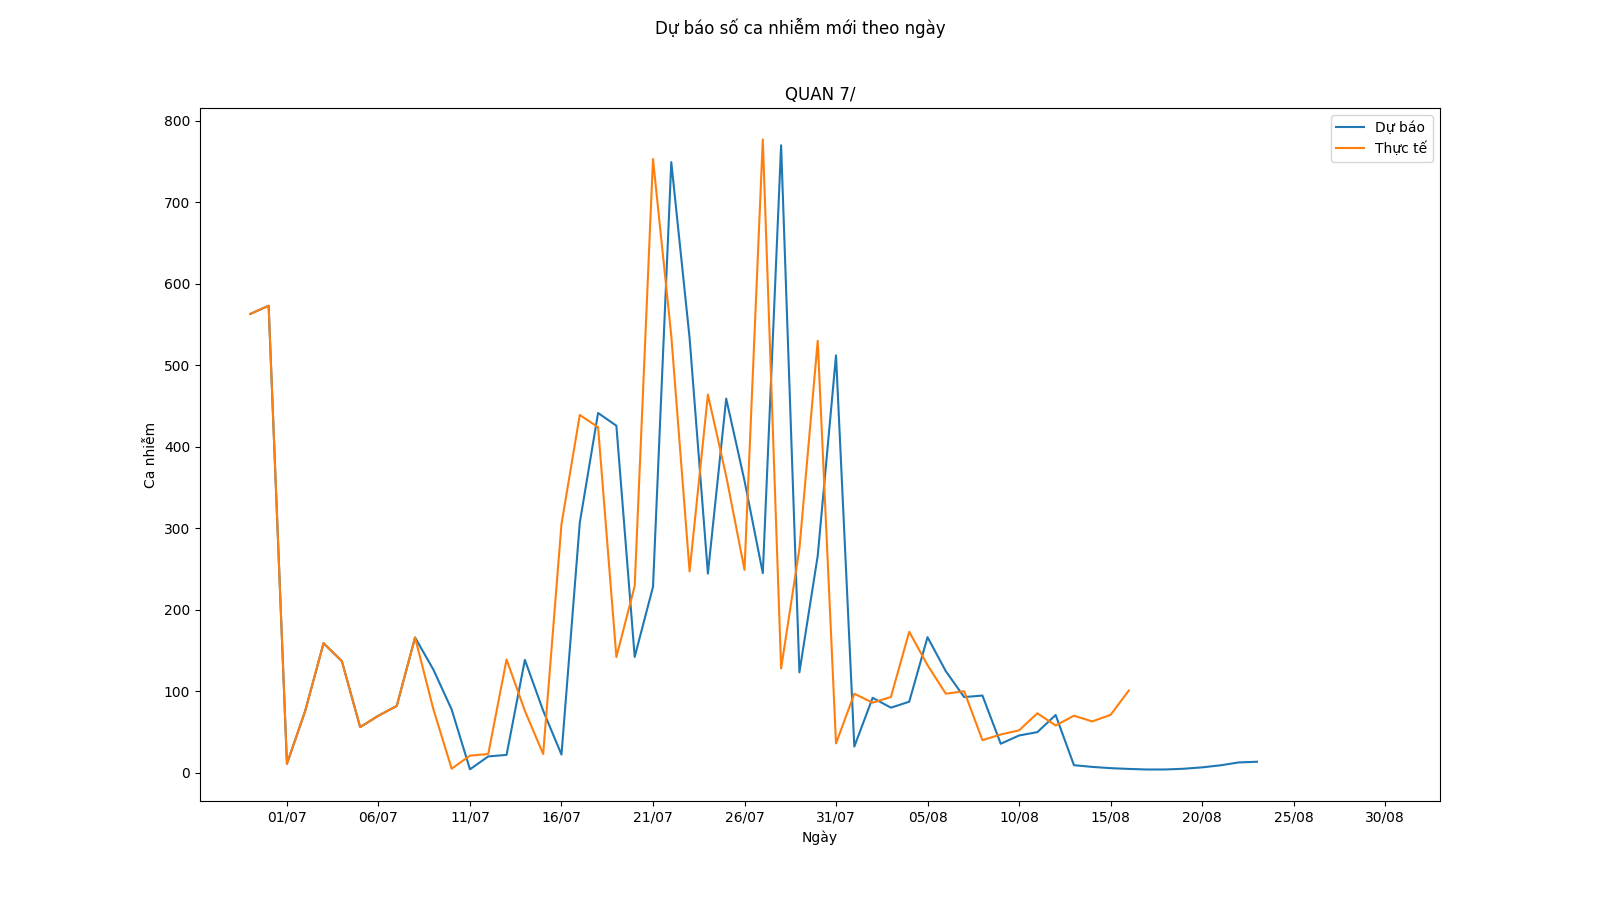 Dự báo số ca nhiễm mới theo ngày
QUAN 7/
Dự báo
Thực tế
800
700
600
500
400
300
200
100
0
Ca nhiễm
01/07 06/07 11/07 16/07 21/07 26/07 31/07 05/08 10/08 15/08 20/08 25/08 30/08
Ngày